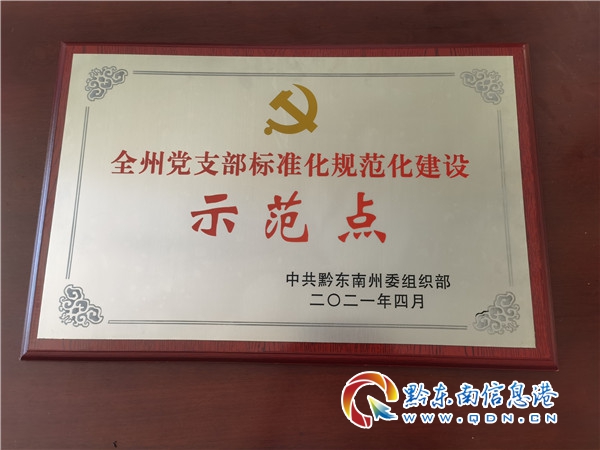 全州党支部标准化规范化建设
示范点
中共黔东南州委组织部
二〇二一年四月
黔东南信息港
WWW.QDN.CN